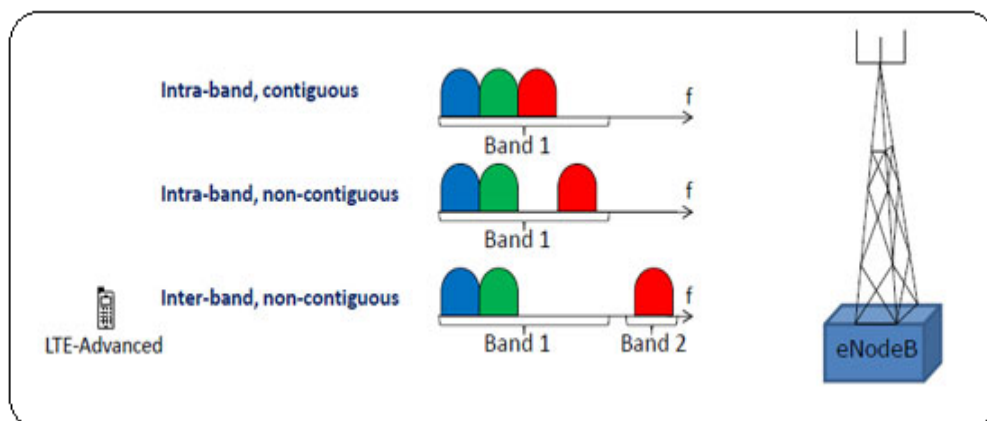 Intra-band, contiguous
f
Band 1
Intra-band, non-contiguous
f
Band 1
Inter-band, non-contiguous
f
LTE-Advanced
Band 1
Band 2
eNodeB